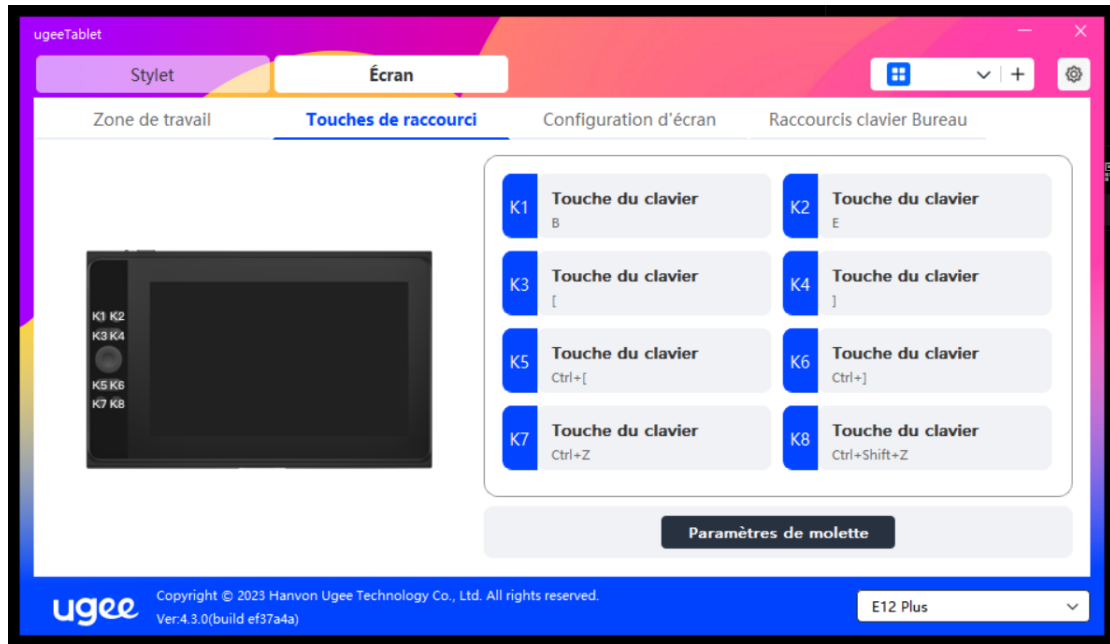 ugeeTablet
Stylet
Écran
Zone de travail
Touches de raccourci
Configuration d'écran
Raccourcis clavier Bureau
K1 K2
K3 K4
K5 K6
K7 K8
K1
Touche du clavier
B
K2
Touche du clavier
E
K3
Touche du clavier
[
K4
Touche du clavier
]
K5
Touche du clavier
Ctrl+[
K6
Touche du clavier
Ctrl+]
K7
Touche du clavier
Ctrl+Z
K8
Touche du clavier
Ctrl+Shift+Z
Paramètres de molette
ugee
Copyright © 2023 Hanvon Ugee Technology Co., Ltd. All rights reserved.
Ver:4.3.0(build ef37a4a)
E12 Plus